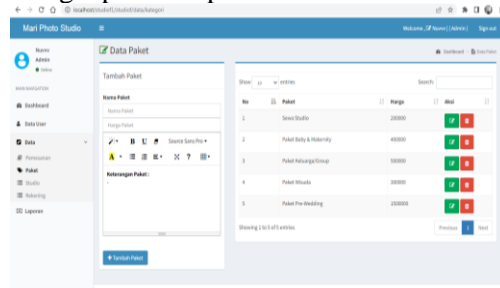 localhost/studiof1/studiof/data/kategori
Mari Photo Studio
Welcome, Admin Sign out
Admin
Online
MAIN NAVIGATION
Dashboard
Data User
Data
Pemesanan
Paket
Studio
Rekening
Laporan
Data Paket
Dashboard Data Paket
Tambah Paket
Nama Paket
Nama Paket
Harga Paket
B U
Source Sans Pro
A
Keterangan Paket :
Tambah Paket
Show 10 entries Search:
No Paket Harga Aksi
1 Sewa Studio 200000
2 Paket Baby & Maternity 400000
3 Paket Keluarga/Group 500000
4 Paket Wisuda 300000
5 Paket Pre-Wedding
Showing 1 to 5 of 5 entries
Previous 1 Next